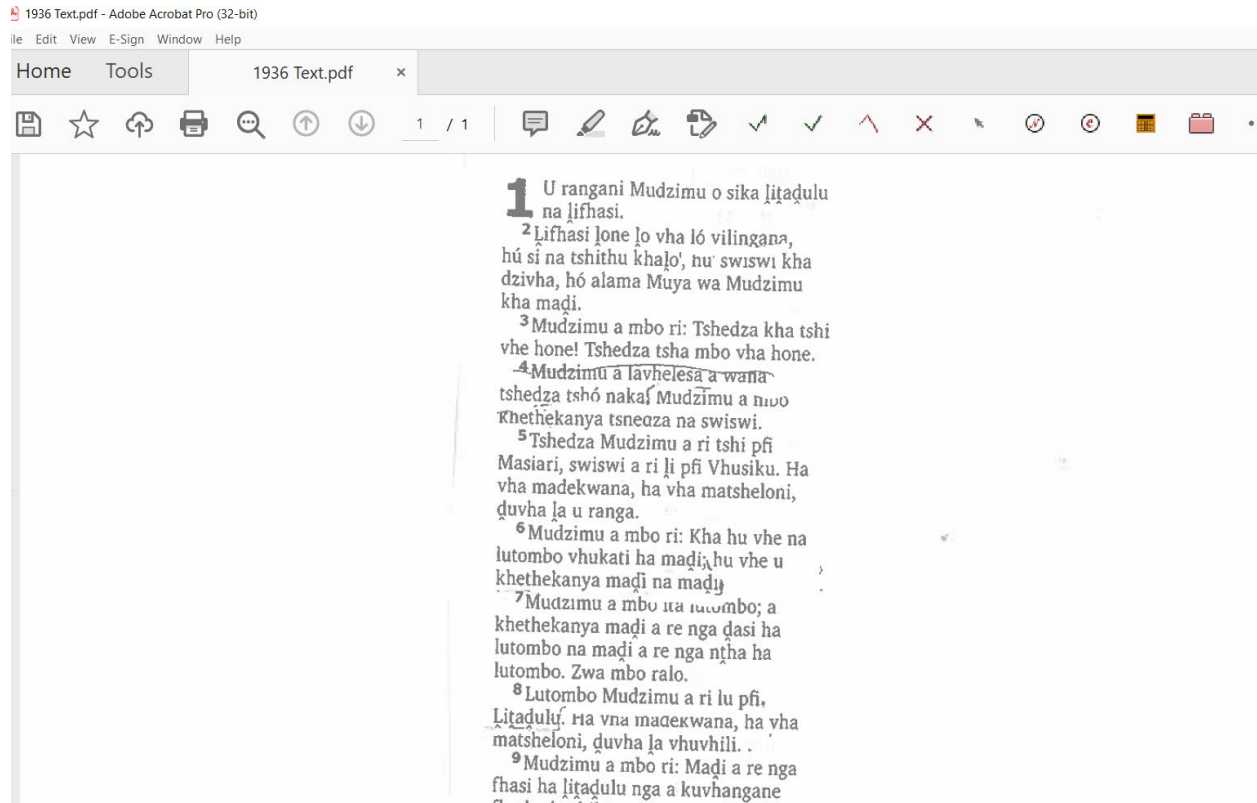 1936 Text.pdf - Adobe Acrobat Pro (32-bit)
ile Edit View E-Sign Window Help
Home Tools 1936 Text.pdf ×
1 / 1
1 U rangani Mudzimu o sika ḽiṱaḓulu
na ḽifhasi.
2 Ḽifhasi ḽone ḽo vha ló vilingana,
hú si na tshithu khaḽo', hu swiswi kha
dzivha, hó alama Muya wa Mudzimu
kha maḓi.
3 Mudzimu a mbo ri: Tshedza kha tshi
vhe hone! Tshedza tsha mbo vha hone.
4 Mudzimu á lavhelesa a wana
tshedza tshó naka. Mudzimu a mbo
khethekanya tshedza na swiswi.
5 Tshedza Mudzimu a ri tshi pfi
Masiari, swiswi a ri ḽi pfi Vhusiku. Ha
vha madekwana, ha vha matsheloni,
ḓuvha ḽa u ranga.
6 Mudzimu a mbo ri: Kha hu vhe na
lutombo vhukati ha maḓi; hu vhe u
khethekanya maḓi na maḓi
7 Mudzimu a mbo ita lutombo; a
khethekanya maḓi a re nga ḓasi ha
lutombo na maḓi a re nga nṱha ha
lutombo. Zwa mbo ralo.
8 Lutombo Mudzimu a ri lu pfi.
Ḽiṱaḓulu. Ha vha madekwana, ha vha
matsheloni, ḓuvha ḽa vhuvhili. .
9 Mudzimu a mbo ri: Maḓi a re nga
fhasi ha ḽiṱaḓulu nga a kuvhangane